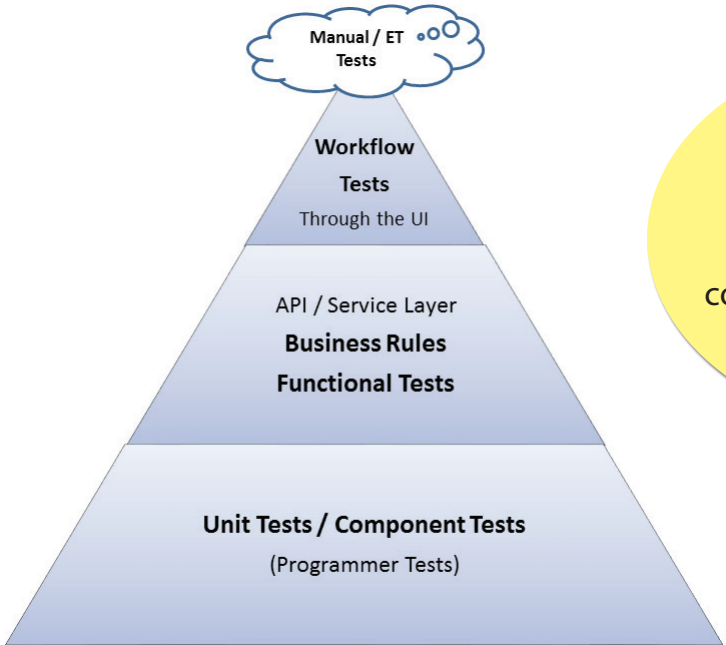 Manual / ET
Tests
Workflow
Tests
Through the UI
API / Service Layer
Business Rules
Functional Tests
Unit Tests / Component Tests
(Programmer Tests)